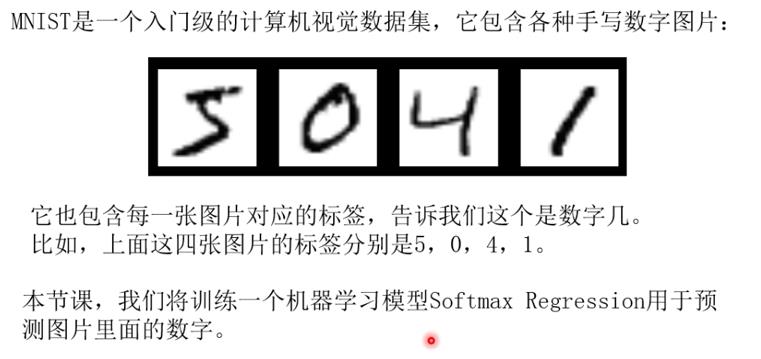 MNIST是一个入门级的计算机视觉数据集，它包含各种手写数字图片：
5 0 4 1
它也包含每一张图片对应的标签，告诉我们这个是数字几。
比如，上面这四张图片的标签分别是5，0，4，1。
本节课，我们将训练一个机器学习模型Softmax Regression用于预
测图片里面的数字。